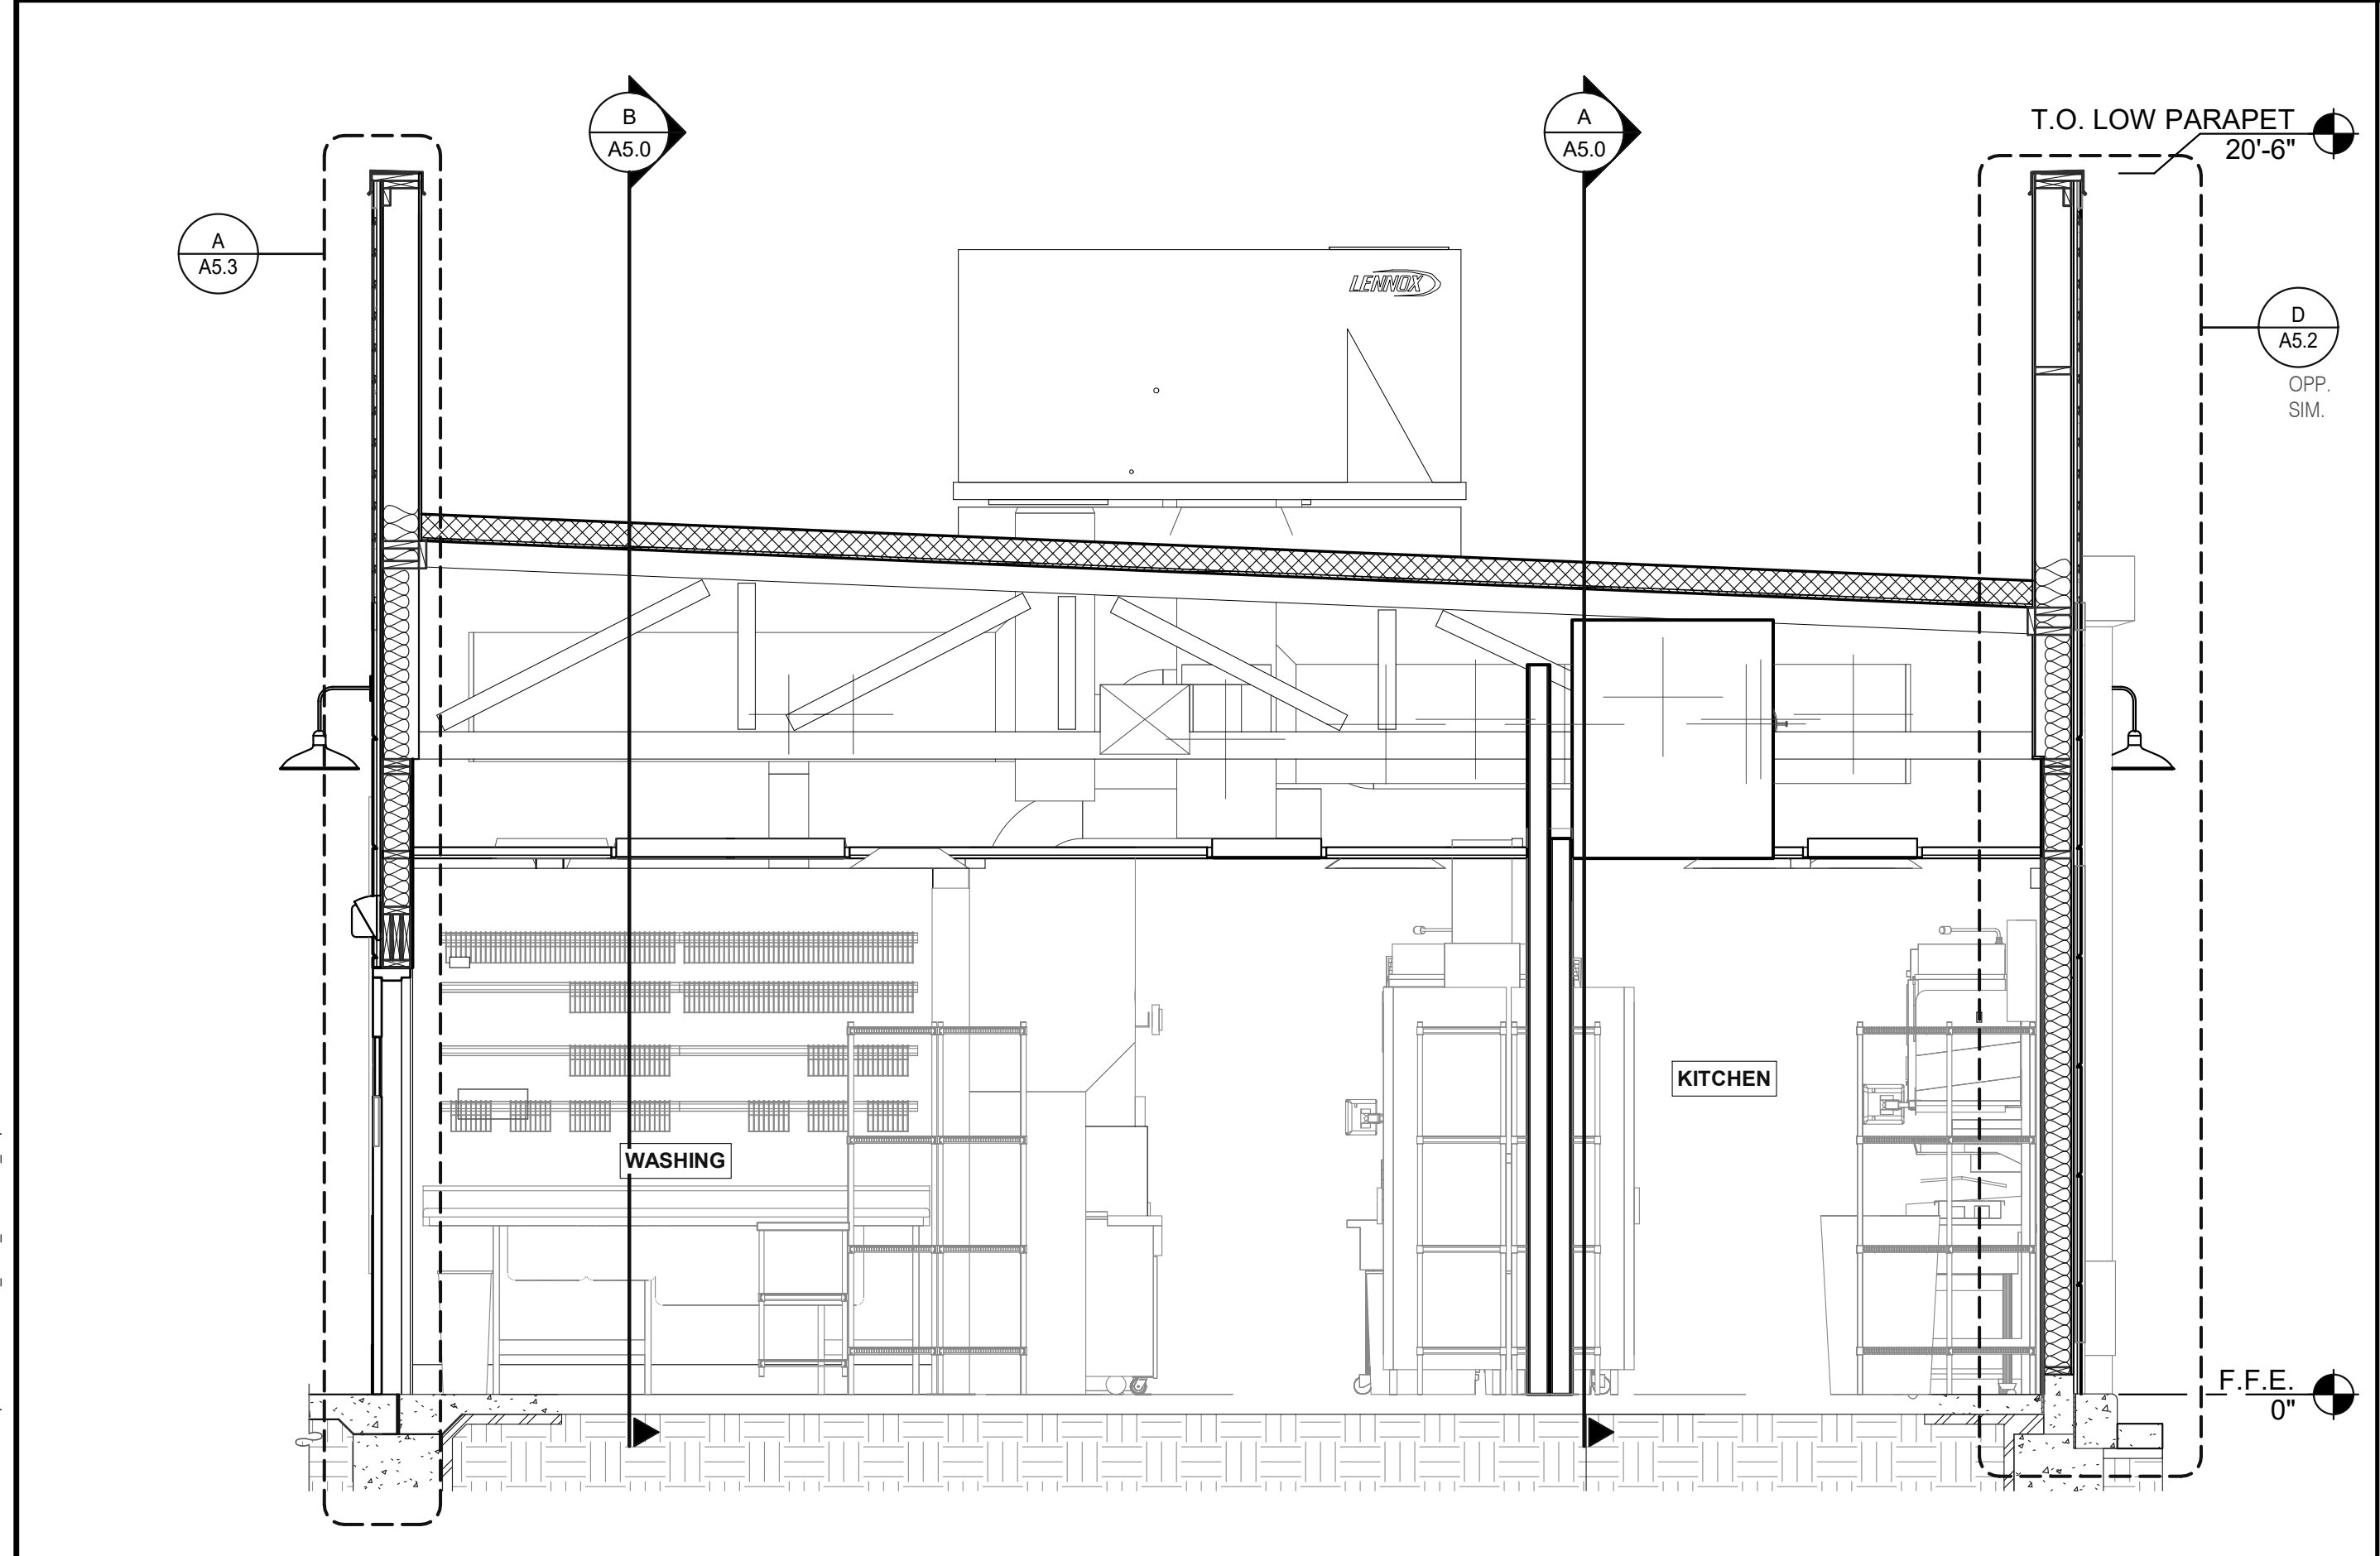 B
A5.0
A
A5.0
T.O. LOW PARAPET
20'-6"
A
A5.3
LENNOX
D
A5.2
OPP.
SIM.
KITCHEN
WASHING
F.F.E.
0"